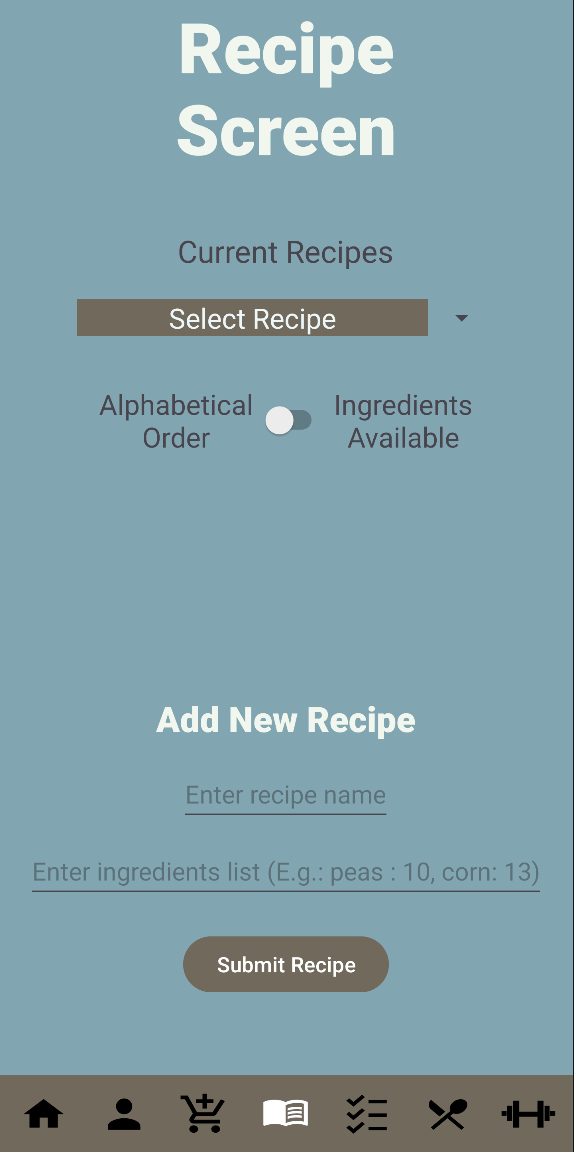 Recipe
Screen
Current Recipes
Select Recipe
Alphabetical
Order
Ingredients
Available
Add New Recipe
Enter recipe name
Enter ingredients list (E.g.: peas : 10, corn: 13)
Submit Recipe